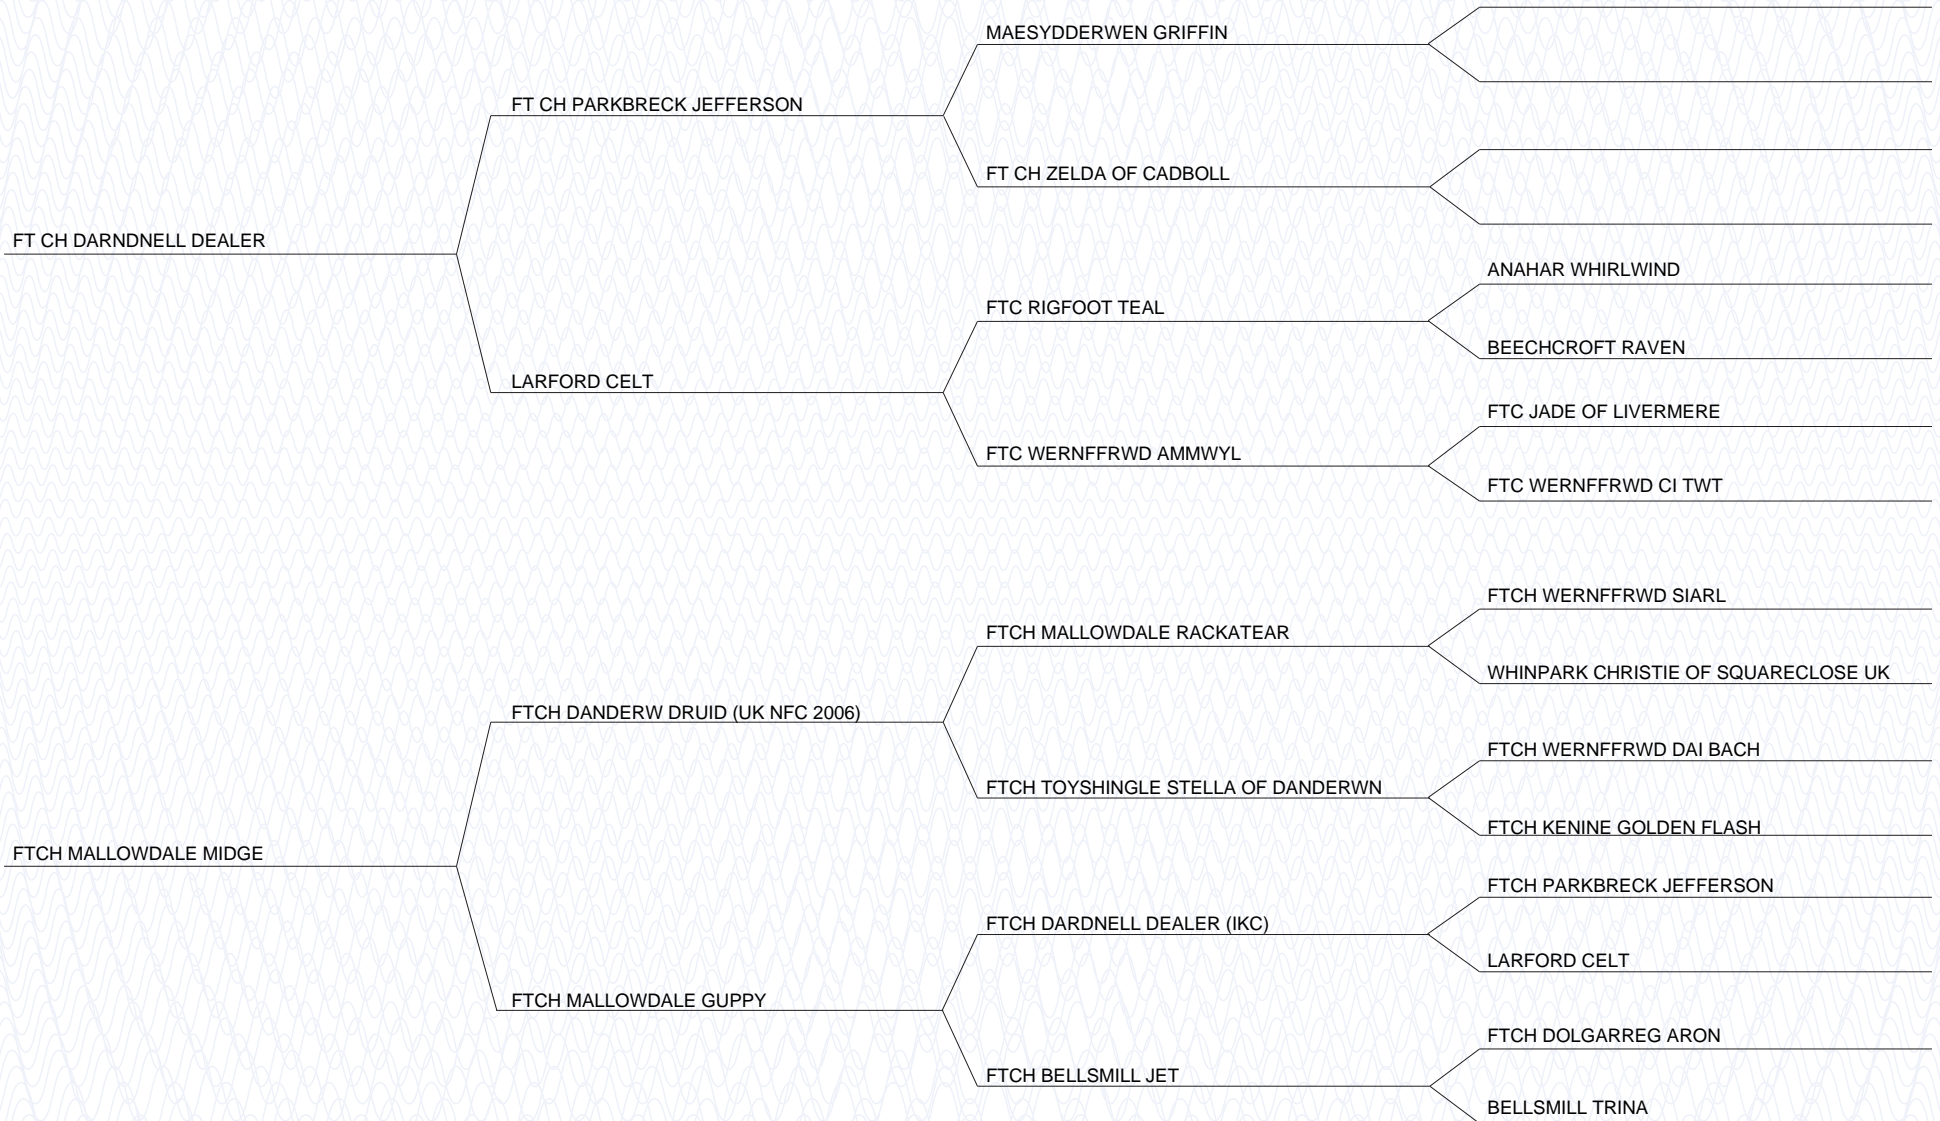 MAESYDDERWEN GRIFFIN
FT CH PARKBRECK JEFFERSON
FT CH ZELDA OF CADBOLL
FT CH DARNDNELL DEALER
ANAHAR WHIRLWIND
FTC RIGFOOT TEAL
BEECHCROFT RAVEN
LARFORD CELT
FTC JADE OF LIVERMERE
FTC WERNFFRWD AMMWYL
FTC WERNFFRWD CI TWT
FTCH WERNFFRWD SIARL
FTCH MALLOWDALE RACKATEAR
WHINPARK CHRISTIE OF SQUARECLOSE UK
FTCH DANDERW DRUID (UK NFC 2006)
FTCH WERNFFRWD DAI BACH
FTCH TOYSHINGLE STELLA OF DANDERWN
FTCH KENINE GOLDEN FLASH
FTCH MALLOWDALE MIDGE
FTCH PARKBRECK JEFFERSON
FTCH DARDNELL DEALER (IKC)
LARFORD CELT
FTCH MALLOWDALE GUPPY
FTCH DOLGARREG ARON
FTCH BELLSMILL JET
BELLSMILL TRINA